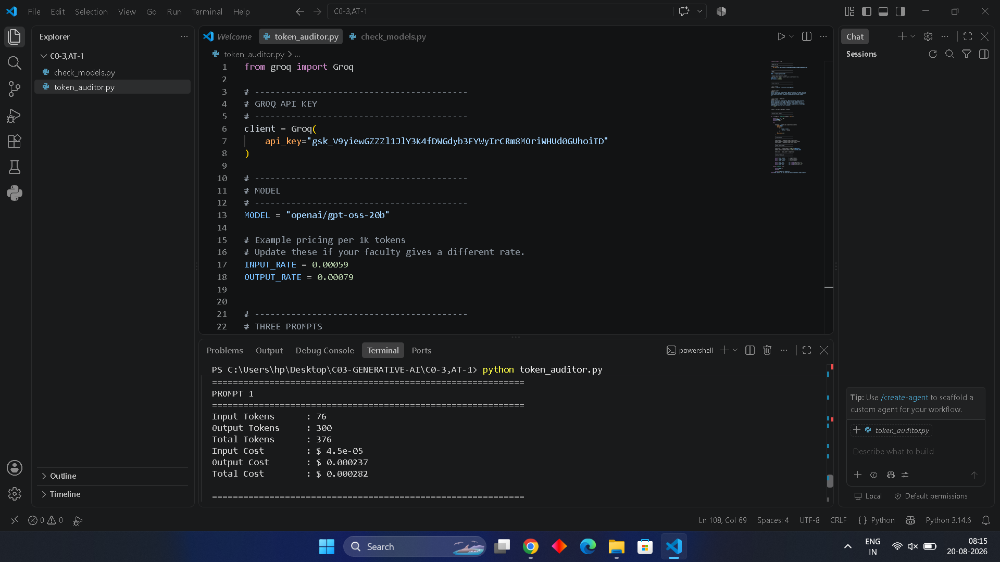 File Edit Selection View Go Run Terminal Help
C0-3,AT-1
Explorer
C0-3,AT-1
check_models.py
token_auditor.py
Outline
Timeline
Welcome
token_auditor.py
check_models.py
token_auditor.py > ...
1 from groq import Groq
2
3 # -----------------------------------------
4 # GROQ API KEY
5 # -----------------------------------------
6 client = Groq(
7 api_key="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"
8 )
9
10 # -----------------------------------------
11 # MODEL
12 # -----------------------------------------
13 MODEL = "openai/gpt-oss-20b"
14
15 # Example pricing per 1K tokens
16 # Update these if your faculty gives a different rate.
17 INPUT_RATE = 0.00059
18 OUTPUT_RATE = 0.00079
19
20
21 # -----------------------------------------
22 # THREE PROMPTS
Problems Output Debug Console Terminal Ports
powershell
PS C:\Users\hp\Desktop\C03-GENERATIVE-AI\C0-3,AT-1> python token_auditor.py
============================================================
PROMPT 1
============================================================
Input Tokens : 76
Output Tokens : 300
Total Tokens : 376
Input Cost : $ 4.5e-05
Output Cost : $ 0.000237
Total Cost : $ 0.000282
============================================================
Chat
Sessions
Tip: Use /create-agent to scaffold a
custom agent for your workflow.
token_auditor.py
Describe what to build
Local Default permissions
0 0
Ln 108, Col 69 Spaces: 4 UTF-8 CRLF {} Python Python 3.14.6
Search
ENG
IN
08:15
20-08-2026